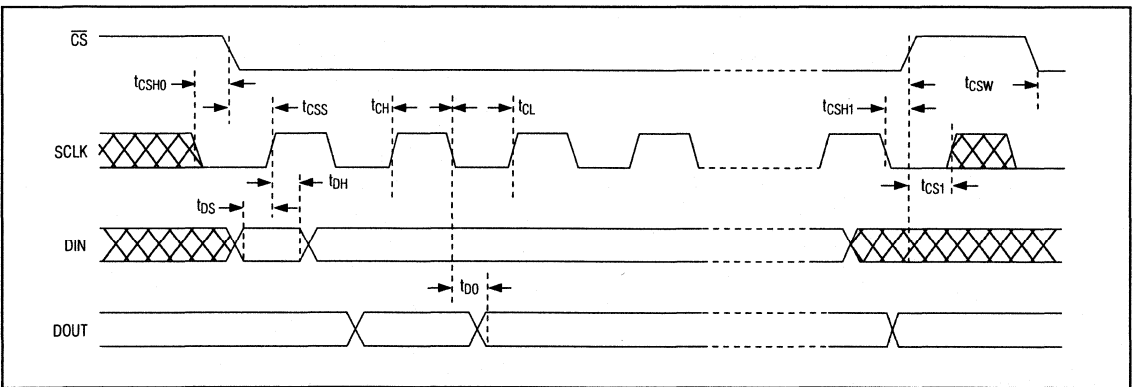 CS
tCSH0
tCSS
tCH
tCL
tCSH1
tCSW
SCLK
tDH
tCS1
tDS
DIN
tDO
DOUT